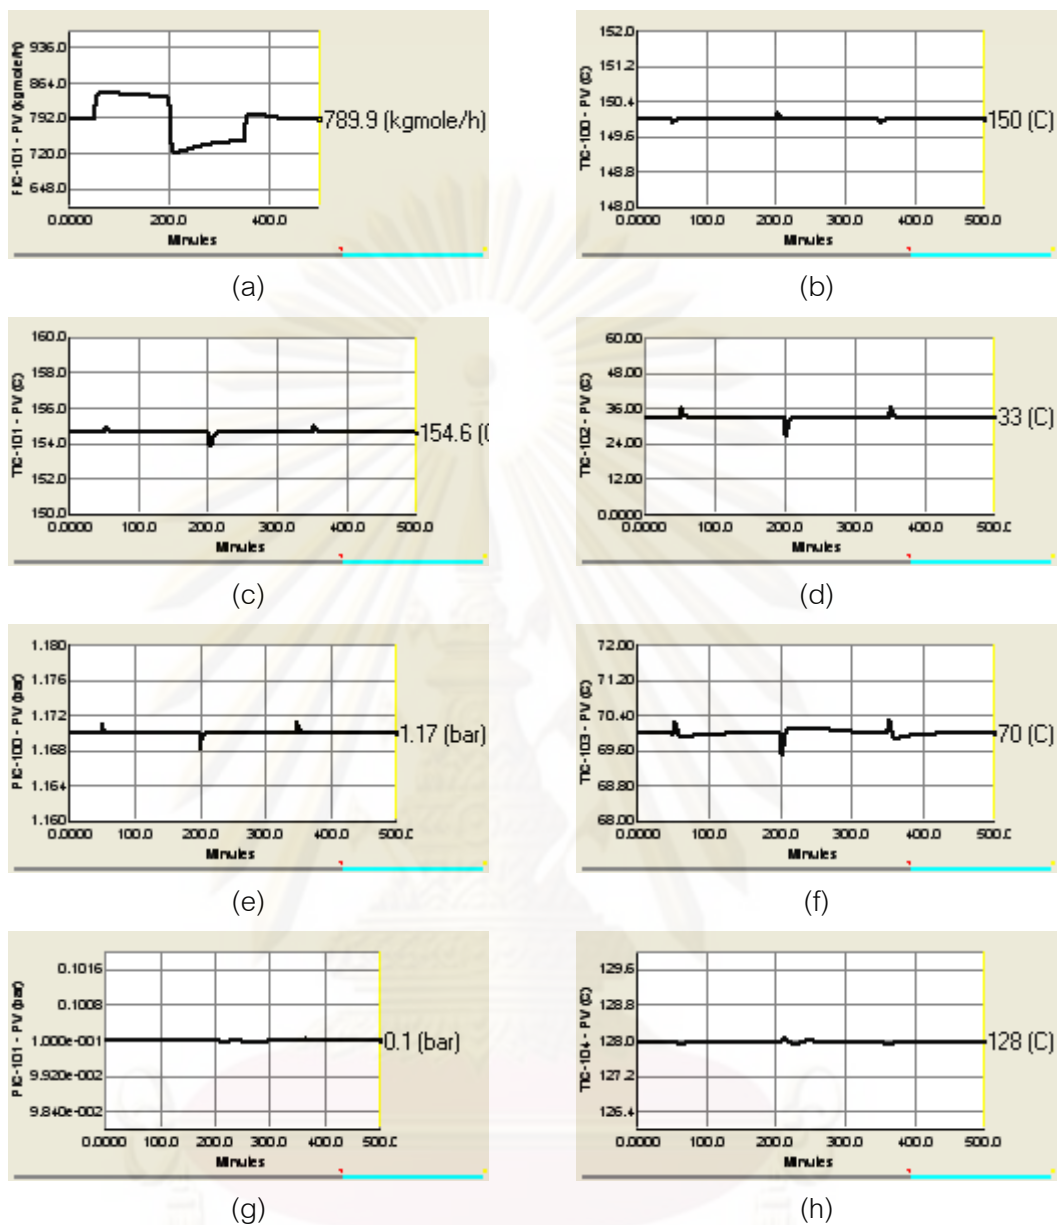 FIC-101 - PV (kgmole/h)
936.0
864.0
792.0
720.0
648.0
789.9 (kgmole/h)
0.0000 200.0 400.0
Minutes
(a)
TIC-100 - PV (C)
152.0
151.2
150.4
149.6
148.8
148.0
150 (C)
0.0000 100.0 200.0 300.0 400.0 500.0
Minutes
(b)
TIC-101 - PV (C)
160.0
158.0
156.0
154.0
152.0
150.0
154.6 (
0.0000 100.0 200.0 300.0 400.0 500.0
Minutes
(c)
TIC-102 - PV (C)
60.00
48.00
36.00
24.00
12.00
0.0000
33 (C)
0.0000 100.0 200.0 300.0 400.0 500.0
Minutes
(d)
PIC-100 - PV (bar)
1.180
1.176
1.172
1.168
1.164
1.160
1.17 (bar)
0.0000 100.0 200.0 300.0 400.0 500.0
Minutes
(e)
TIC-103 - PV (C)
72.00
71.20
70.40
69.60
68.80
68.00
70 (C)
0.0000 100.0 200.0 300.0 400.0 500.0
Minutes
(f)
PIC-101 - PV (bar)
0.1016
0.1008
1.000e-001
9.920e-002
9.840e-002
0.1 (bar)
0.0000 100.0 200.0 300.0 400.0 500.0
Minutes
(g)
TIC-104 - PV (C)
129.6
128.8
128.0
127.2
126.4
128 (C)
0.0000 100.0 200.0 300.0 400.0 500.0
Minutes
(h)